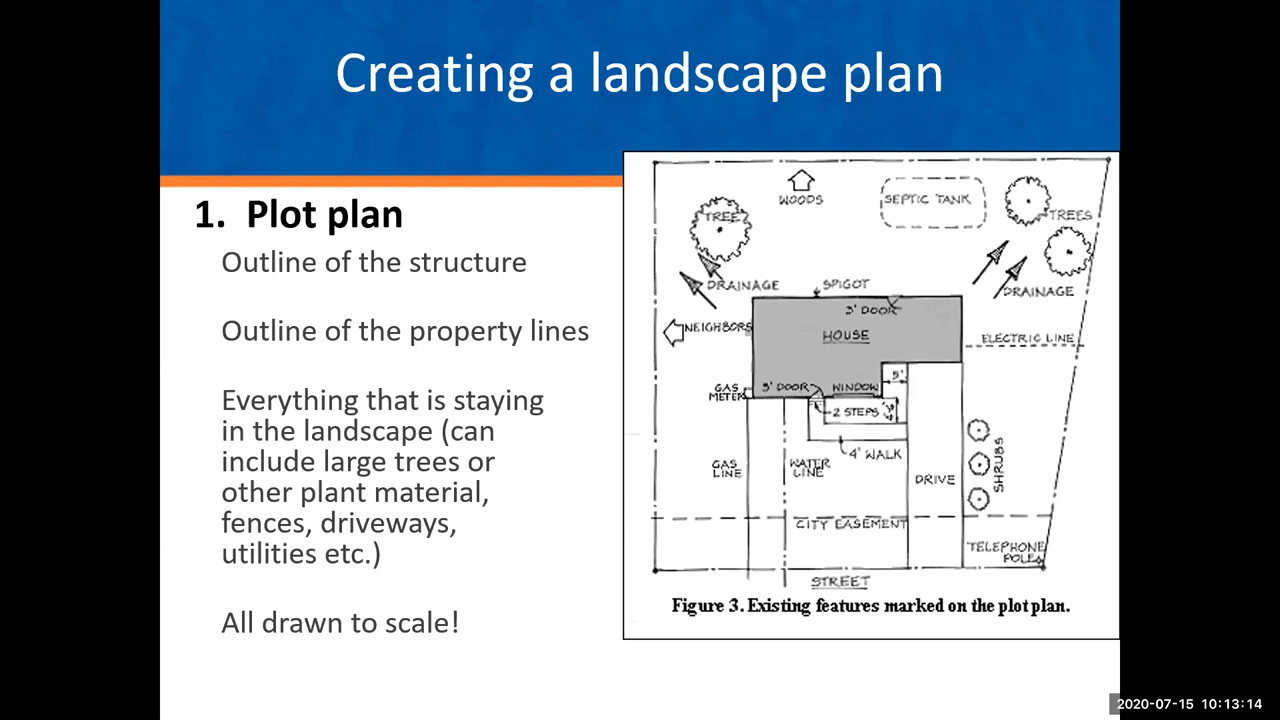 Creating a landscape plan
1. Plot plan
Outline of the structure
Outline of the property lines
Everything that is staying
in the landscape (can
include large trees or
other plant material,
fences, driveways,
utilities etc.)
All drawn to scale!
WOODS
SEPTIC TANK
TREE
TREES
DRAINAGE
SPIGOT
DRAINAGE
3' DOOR
NEIGHBORS
HOUSE
ELECTRIC LINE
5'
GAS
METER
3' DOOR
WINDOW
2 STEPS
4' WALK
GAS
LINE
WATER
LINE
DRIVE
SHRUBS
CITY EASEMENT
TELEPHONE
POLE
STREET
Figure 3. Existing features marked on the plot plan.
2020-07-15 10:13:14